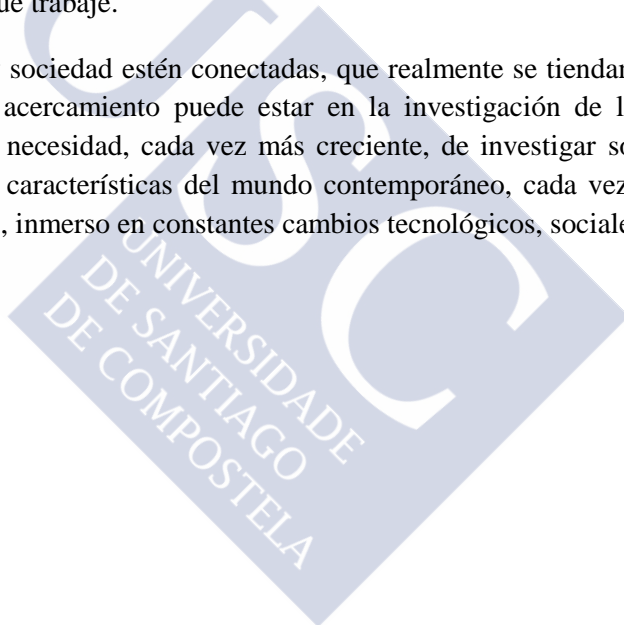 ue trabaje.
sociedad estén conectadas, que realmente se tiendan
acercamiento puede estar en la investigación de l
necesidad, cada vez más creciente, de investigar so
características del mundo contemporáneo, cada vez
, inmerso en constantes cambios tecnológicos, sociale
USC
UNIVERSIDADE
DE SANTIAGO
DE COMPOSTELA